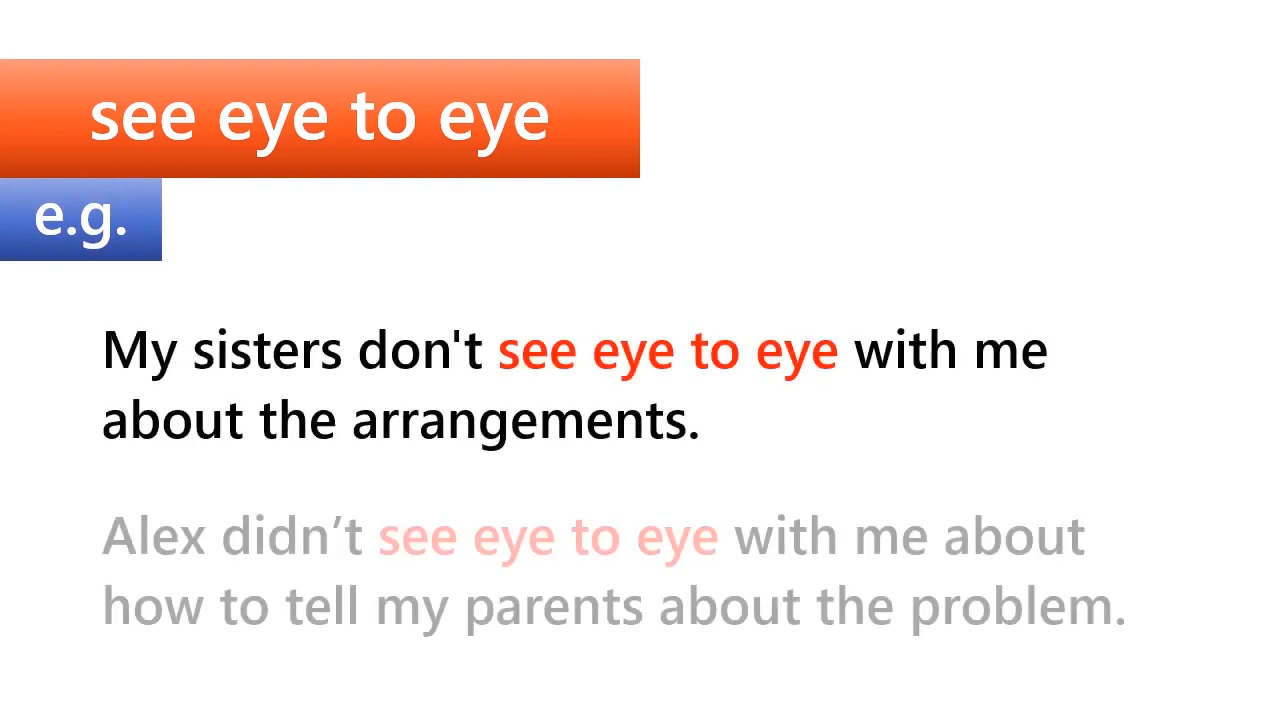 see eye to eye
e.g.
My sisters don't see eye to eye with me
about the arrangements.
Alex didn’t see eye to eye with me about
how to tell my parents about the problem.